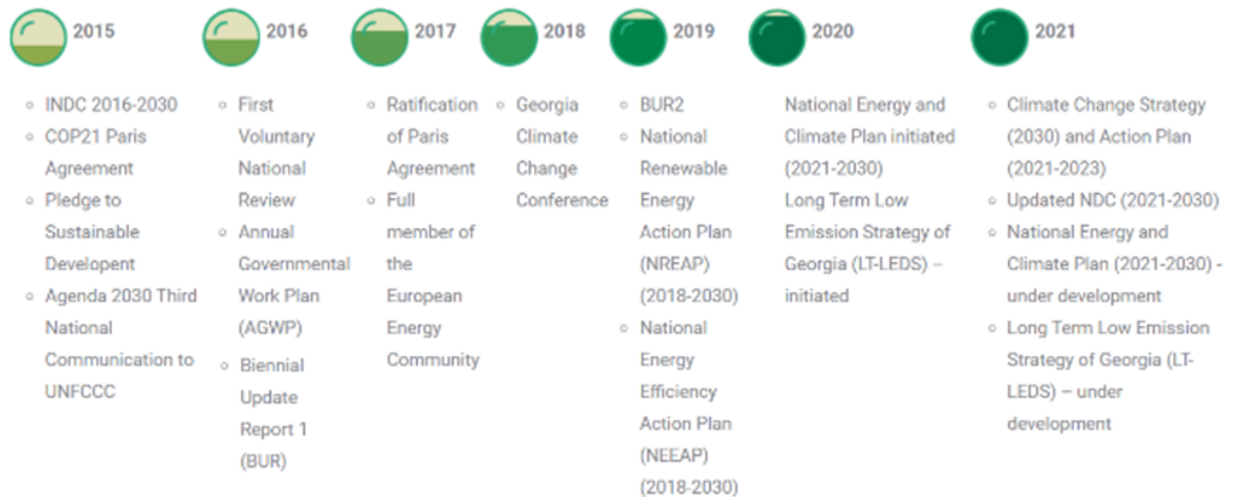 2015
INDC 2016-2030
COP21 Paris
Agreement
Pledge to
Sustainable
Developent
Agenda 2030 Third
National
Communication to
UNFCCC
2016
First
Voluntary
National
Review
Annual
Governmental
Work Plan
(AGWP)
Biennial
Update
Report 1
(BUR)
2017
Ratification
of Paris
Agreement
Full
member of
the
European
Energy
Community
2018
Georgia
Climate
Change
Conference
2019
BUR2
National
Renewable
Energy
Action Plan
(NREAP)
(2018-2030)
National
Energy
Efficiency
Action Plan
(NEEAP)
(2018-2030)
2020
National Energy and
Climate Plan initiated
(2021-2030)
Long Term Low
Emission Strategy of
Georgia (LT-LEDS) –
initiated
2021
Climate Change Strategy
(2030) and Action Plan
(2021-2023)
Updated NDC (2021-2030)
National Energy and
Climate Plan (2021-2030) -
under development
Long Term Low Emission
Strategy of Georgia (LT-
LEDS) – under
development